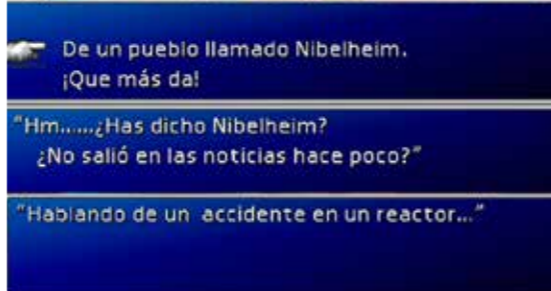 De un pueblo llamado Nibelheim.
¡Que más da!
"Hm......¿Has dicho Nibelheim?
¿No salió en las noticias hace poco?"
"Hablando de un accidente en un reactor..."